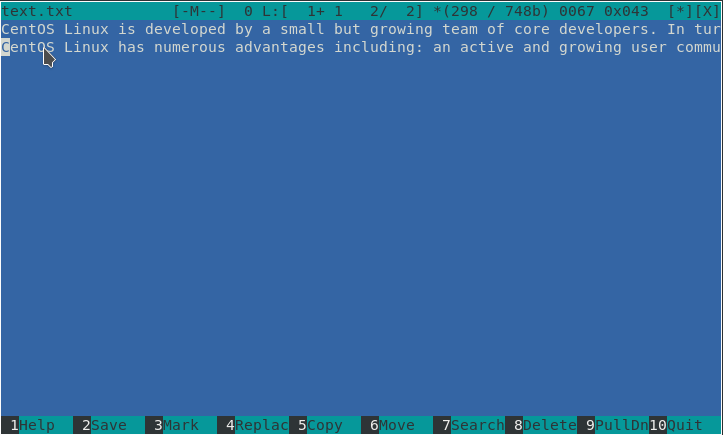 text.txt [-M--] 0 L:[ 1+ 1 2/ 2] *(298 / 748b) 0067 0x043 [*][X]
CentOS Linux is developed by a small but growing team of core developers. In tur
CentOS Linux has numerous advantages including: an active and growing user commu
1Help 2Save 3Mark 4Replac 5Copy 6Move 7Search 8Delete 9PullDn 10Quit